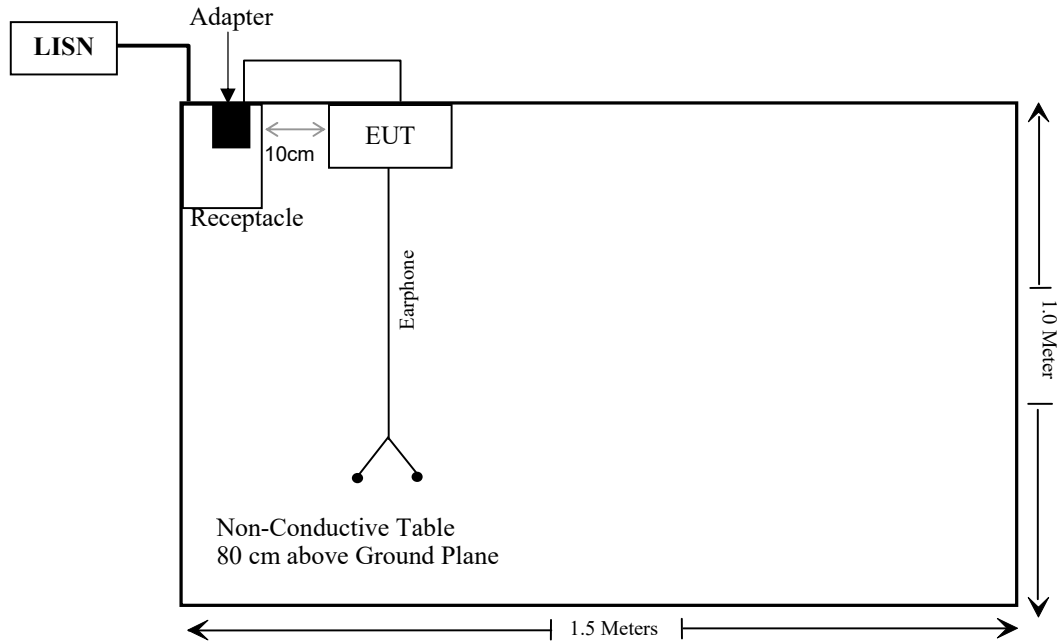 Adapter
LISN
EUT
10cm
Receptacle
Earphone
1.0 Meter
Non-Conductive Table
80 cm above Ground Plane
1.5 Meters